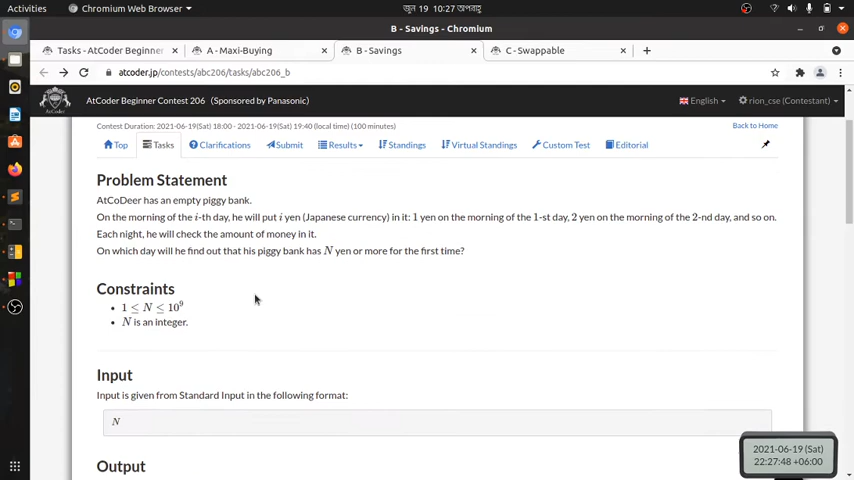 Activities
Chromium Web Browser
জুন 19 10:27 অপরাহ্ণ
B - Savings - Chromium
Tasks - AtCoder Beginner
A - Maxi-Buying
B - Savings
C - Swappable
atcoder.jp/contests/abc206/tasks/abc206_b
AtCoder Beginner Contest 206 (Sponsored by Panasonic)
English
rion_cse (Contestant)
Contest Duration: 2021-06-19(Sat) 18:00 - 2021-06-19(Sat) 19:40 (local time) (100 minutes)
Back to Home
Top
Tasks
Clarifications
Submit
Results
Standings
Virtual Standings
Custom Test
Editorial
Problem Statement
AtCoDeer has an empty piggy bank.
On the morning of the i-th day, he will put i yen (Japanese currency) in it: 1 yen on the morning of the 1-st day, 2 yen on the morning of the 2-nd day, and so on.
Each night, he will check the amount of money in it.
On which day will he find out that his piggy bank has N yen or more for the first time?
Constraints
• 1 ≤ N ≤ 10⁹
• N is an integer.
Input
Input is given from Standard Input in the following format:
N
Output
2021-06-19 (Sat)
22:27:48 +06:00